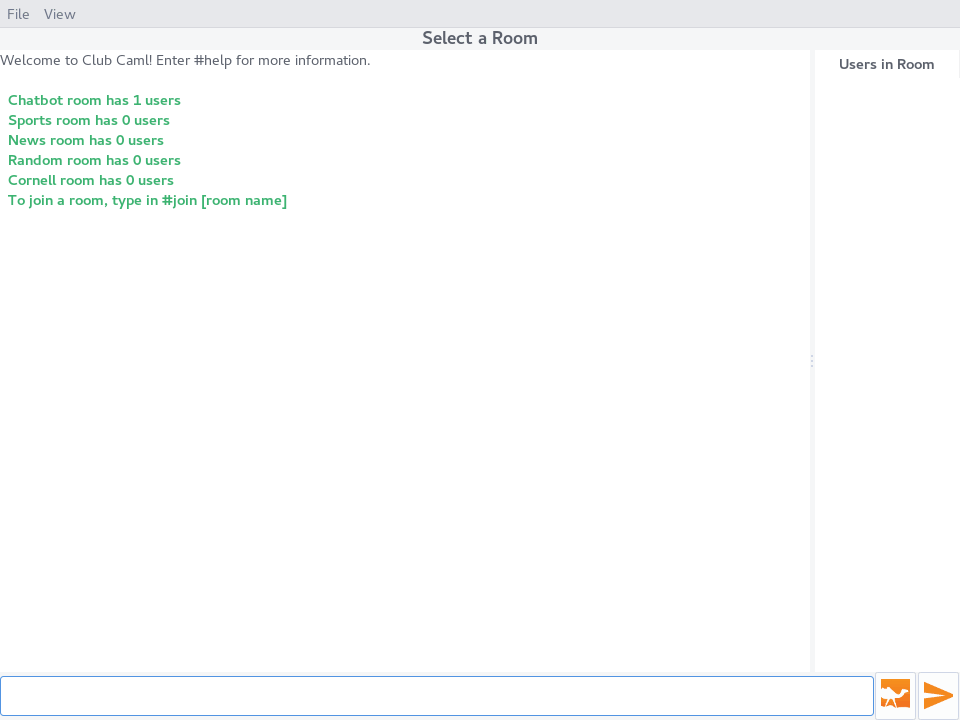 File View
Select a Room
Welcome to Club Caml! Enter #help for more information.
Users in Room
Chatbot room has 1 users
Sports room has 0 users
News room has 0 users
Random room has 0 users
Cornell room has 0 users
To join a room, type in #join [room name]